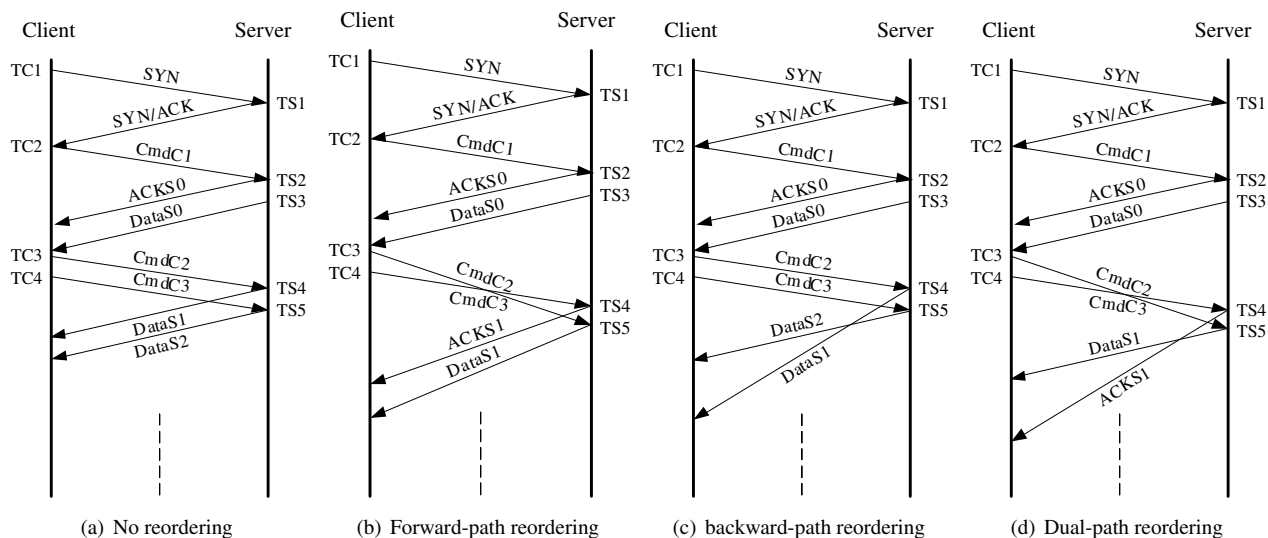 Client
Server
TC1
SYN
TS1
SYN/ACK
TC2
CmdC1
TS2
ACKS0
TS3
DataS0
TC3
CmdC2
TC4
CmdC3
TS4
TS5
DataS1
DataS2
(a) No reordering
Client
Server
TC1
SYN
TS1
SYN/ACK
TC2
CmdC1
TS2
ACKS0
TS3
DataS0
TC3
CmdC2
TC4
CmdC3
TS4
TS5
ACKS1
DataS1
(b) Forward-path reordering
Client
Server
TC1
SYN
TS1
SYN/ACK
TC2
CmdC1
TS2
ACKS0
TS3
DataS0
TC3
CmdC2
TC4
CmdC3
TS4
TS5
DataS2
DataS1
(c) backward-path reordering
Client
Server
TC1
SYN
TS1
SYN/ACK
TC2
CmdC1
TS2
ACKS0
TS3
DataS0
TC3
CmdC2
TC4
CmdC3
TS4
TS5
DataS1
ACKS1
(d) Dual-path reordering